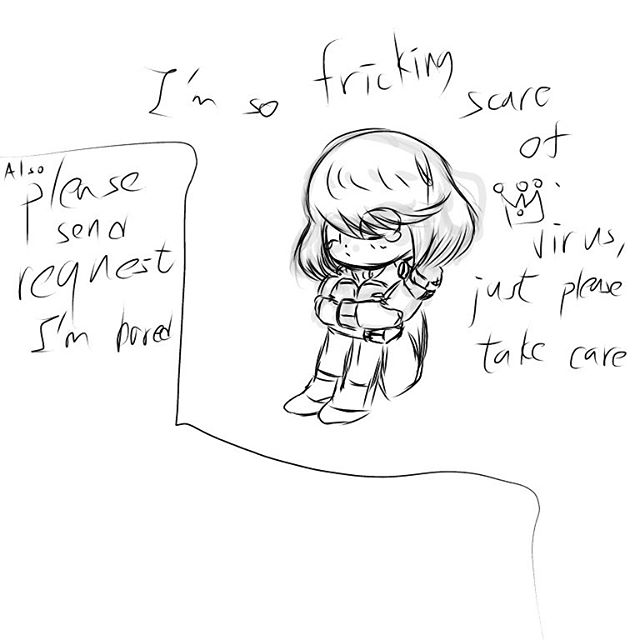 I'm so fricking scare
of
virus,
just please
take care
Also
please
send
request
I'm bored